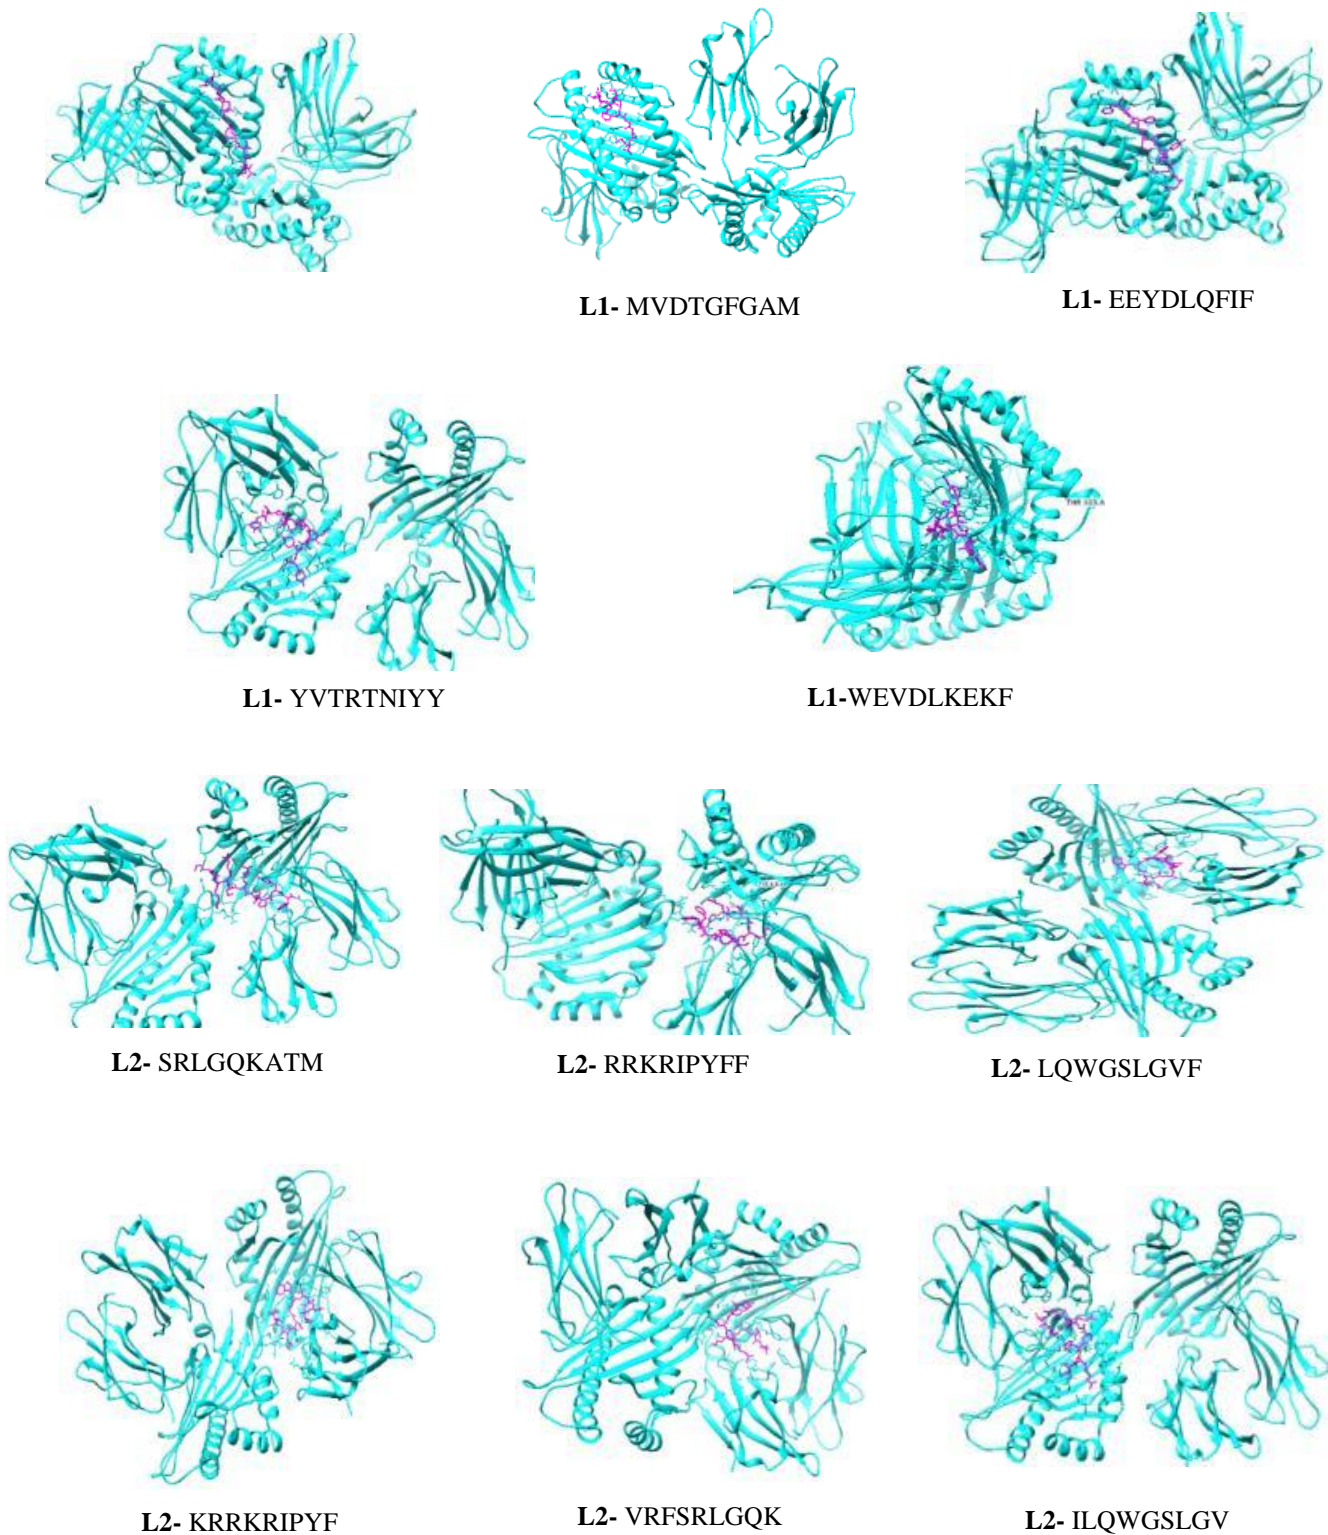 L1- MVDTGFGAM
L1- EEYDLQFIF
L1- YVTRTNIYY
L1-WEVDLKEKF
L2- SRLGQKATM
L2- RRKRIPYFF
L2- LQWGSLGVF
L2- KRRKRIPYF
L2- VRFSRLGQK
L2- ILQWGSLGV